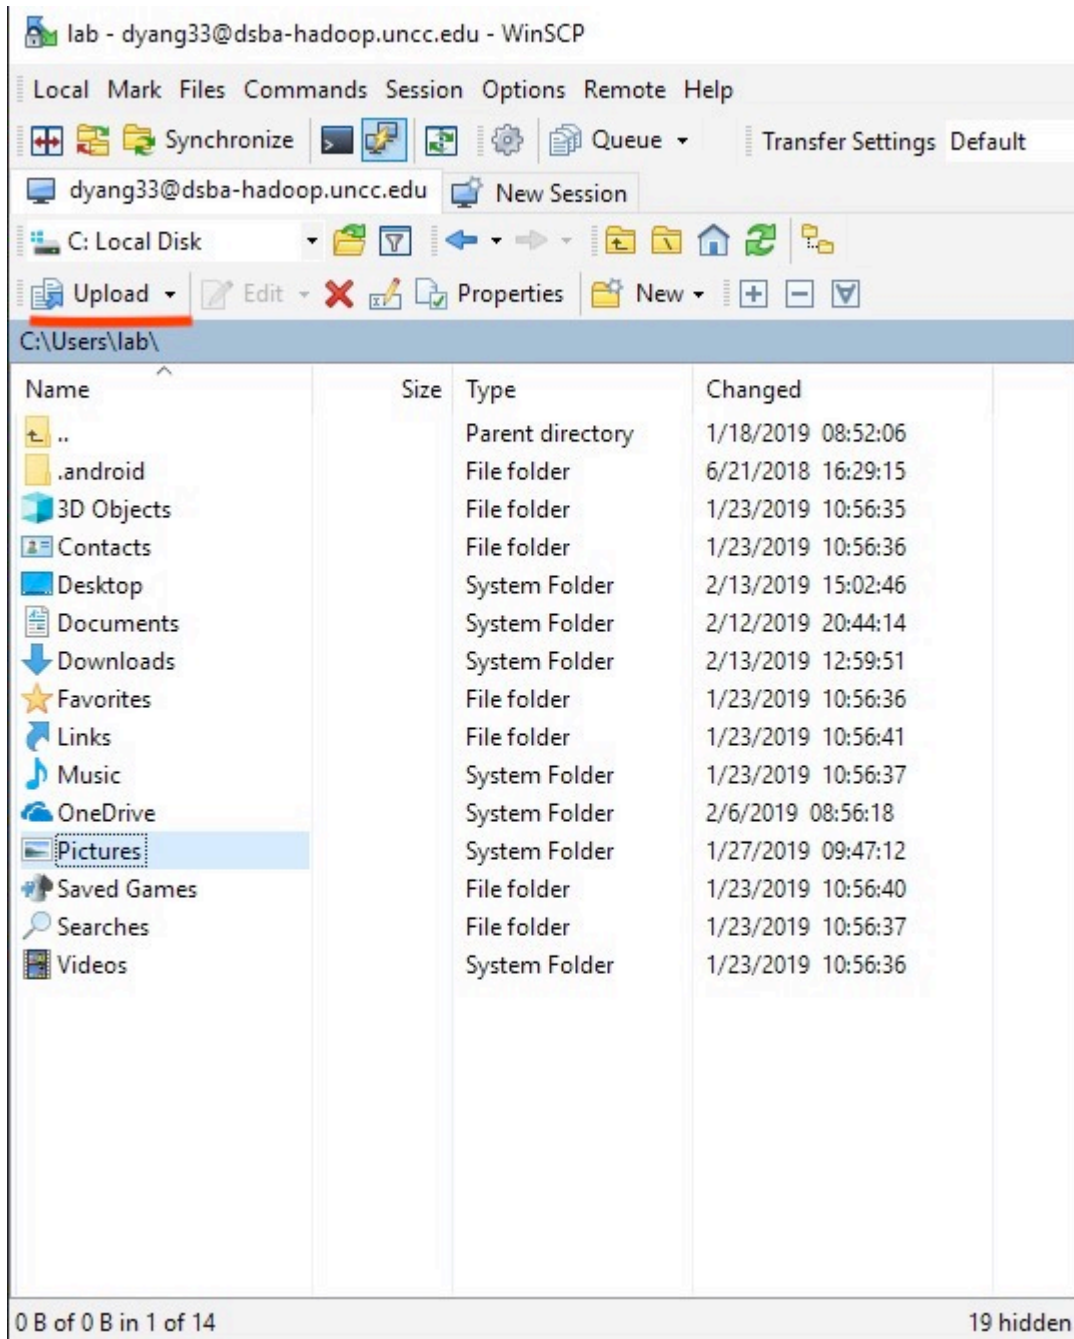 lab - dyang33@dsba-hadoop.uncc.edu - WinSCP
Local Mark Files Commands Session Options Remote Help
Synchronize Queue Transfer Settings Default
dyang33@dsba-hadoop.uncc.edu New Session
C: Local Disk
Upload Edit Properties New
C:\Users\lab\
Name Size Type Changed
.. Parent directory 1/18/2019 08:52:06
.android File folder 6/21/2018 16:29:15
3D Objects File folder 1/23/2019 10:56:35
Contacts File folder 1/23/2019 10:56:36
Desktop System Folder 2/13/2019 15:02:46
Documents System Folder 2/12/2019 20:44:14
Downloads System Folder 2/13/2019 12:59:51
Favorites File folder 1/23/2019 10:56:36
Links File folder 1/23/2019 10:56:41
Music System Folder 1/23/2019 10:56:37
OneDrive System Folder 2/6/2019 08:56:18
Pictures System Folder 1/27/2019 09:47:12
Saved Games File folder 1/23/2019 10:56:40
Searches File folder 1/23/2019 10:56:37
Videos System Folder 1/23/2019 10:56:36
0 B of 0 B in 1 of 14 19 hidden